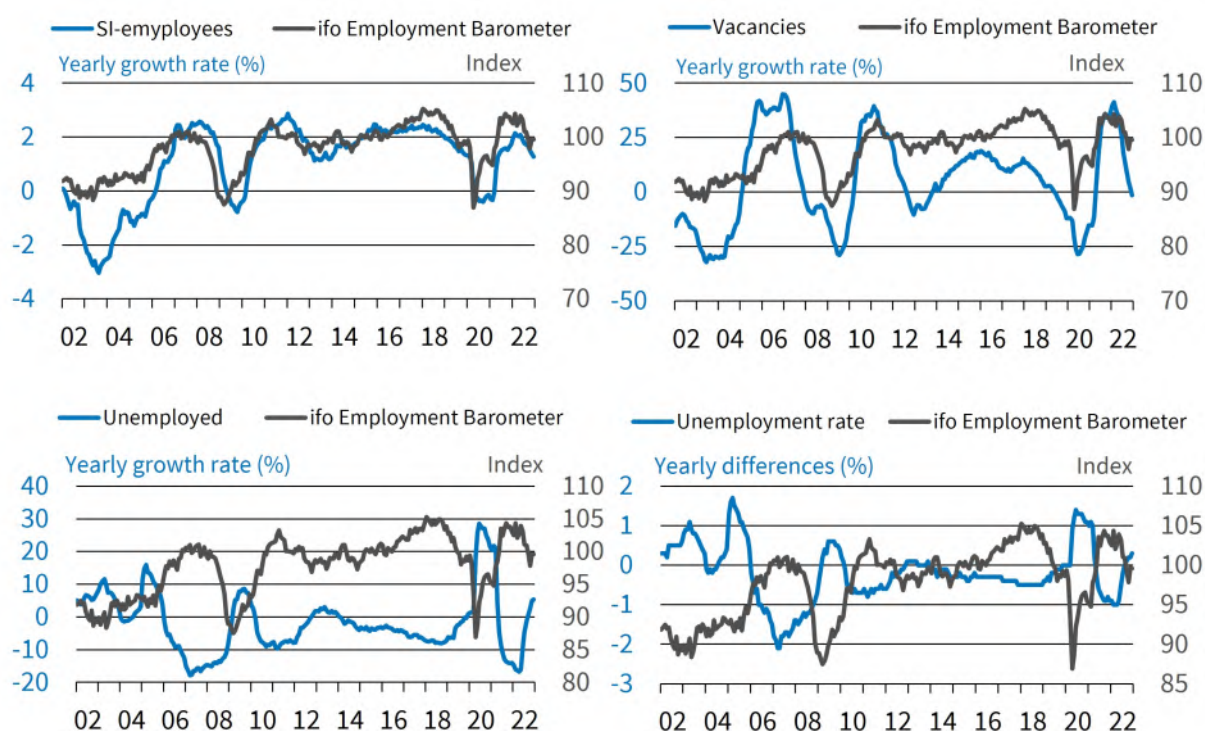 SI-emyployees ifo Employment Barometer
Yearly growth rate (%) Index
4 110
2 100
0 90
-2 80
-4 70
02 04 06 08 10 12 14 16 18 20 22
Vacancies ifo Employment Barometer
Yearly growth rate (%) Index
50 110
25 100
0 90
-25 80
-50 70
02 04 06 08 10 12 14 16 18 20 22
Unemployed ifo Employment Barometer
Yearly growth rate (%) Index
40 110
30 105
20 100
10 95
0 90
-10 85
-20 80
02 04 06 08 10 12 14 16 18 20 22
Unemployment rate ifo Employment Barometer
Yearly differences (%) Index
2 110
1 105
0 100
-1 95
-2 90
-3 85
02 04 06 08 10 12 14 16 18 20 22